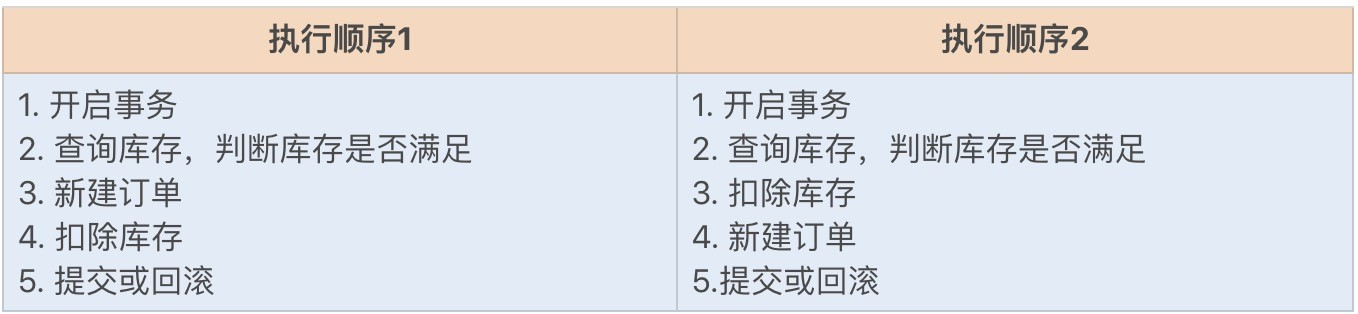 执行顺序1
执行顺序2
1. 开启事务
2. 查询库存，判断库存是否满足
3. 新建订单
4. 扣除库存
5. 提交或回滚
1. 开启事务
2. 查询库存，判断库存是否满足
3. 扣除库存
4. 新建订单
5.提交或回滚